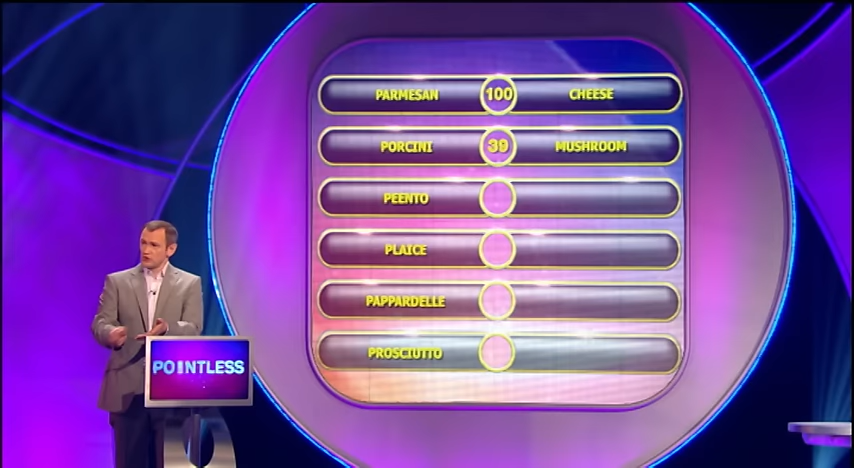 PARMESAN 100 CHEESE
PORCINI 39 MUSHROOM
PEENTO
PLAICE
PAPPARDELLE
PROSCIUTTO
POINTLESS